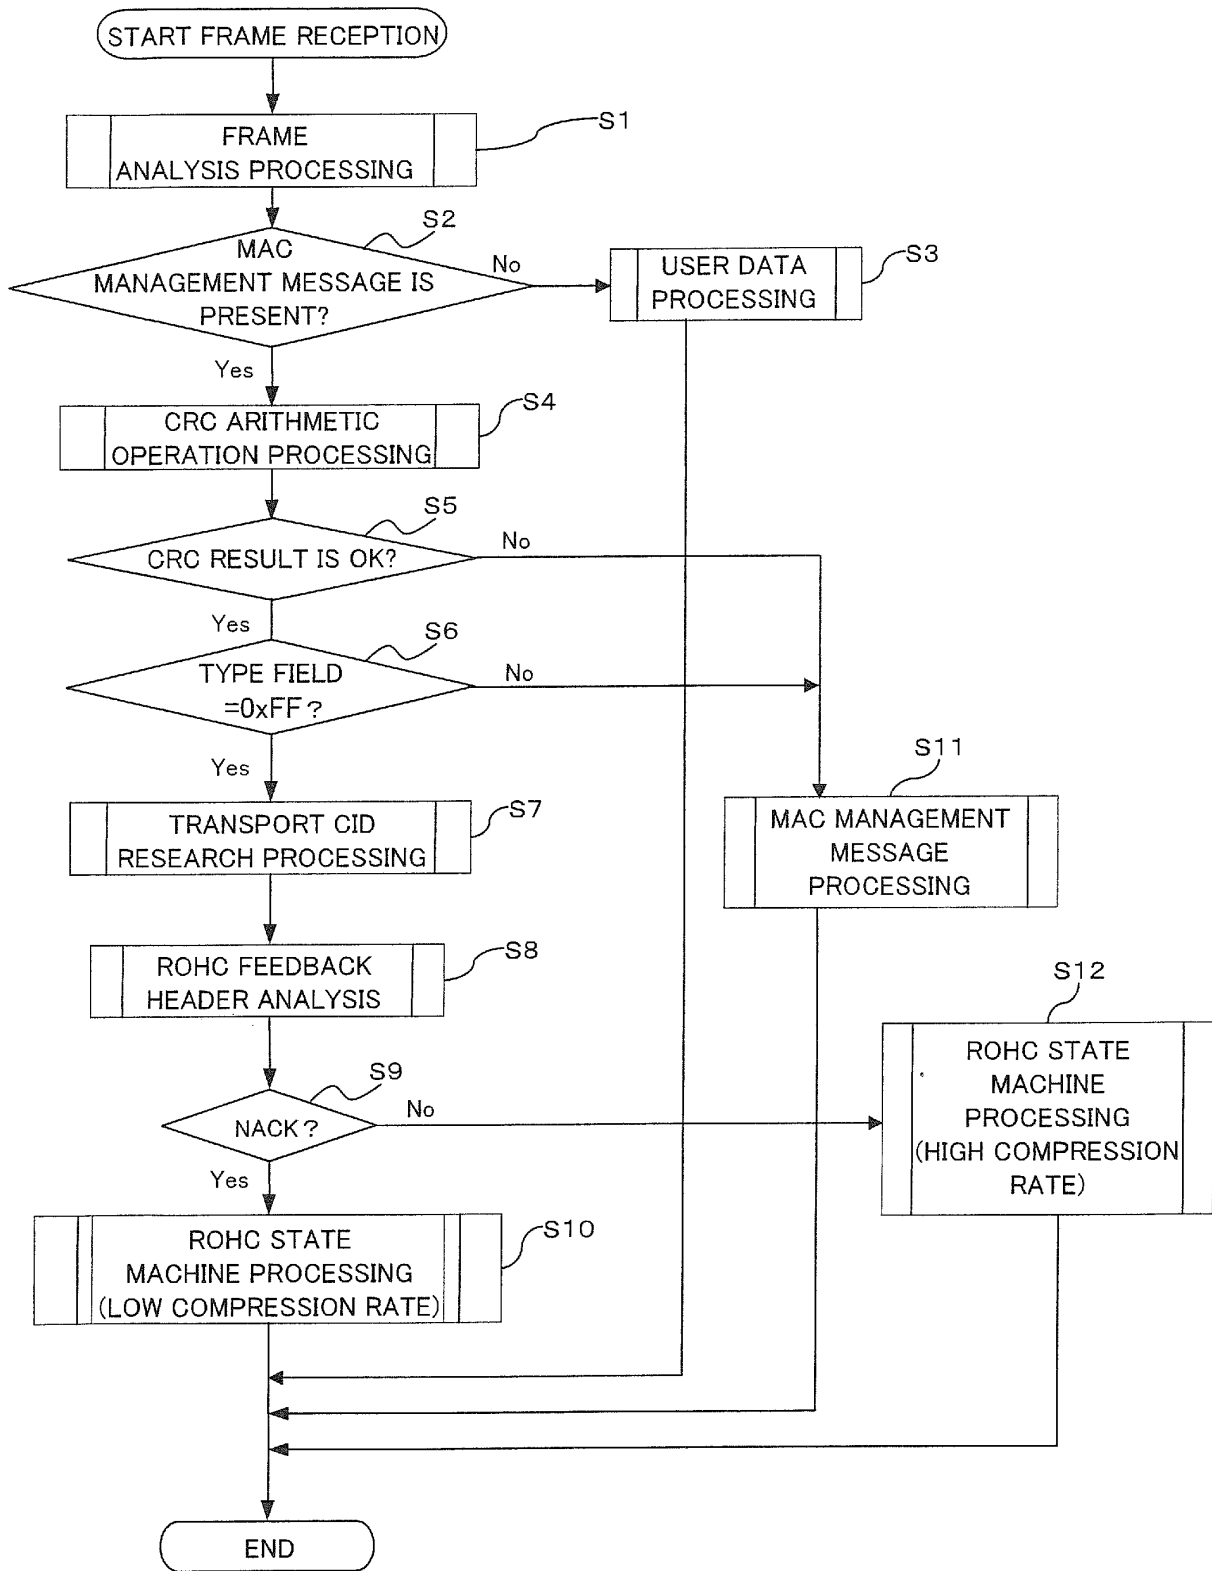 START FRAME RECEPTION
FRAME
ANALYSIS PROCESSING
S1
MAC
MANAGEMENT MESSAGE IS
PRESENT?
S2
No
Yes
USER DATA
PROCESSING
S3
CRC ARITHMETIC
OPERATION PROCESSING
S4
CRC RESULT IS OK?
S5
No
Yes
TYPE FIELD
=0xFF?
S6
No
Yes
TRANSPORT CID
RESEARCH PROCESSING
S7
MAC MANAGEMENT
MESSAGE
PROCESSING
S11
ROHC FEEDBACK
HEADER ANALYSIS
S8
NACK?
S9
No
Yes
ROHC STATE
MACHINE
PROCESSING
(HIGH COMPRESSION
RATE)
S12
ROHC STATE
MACHINE PROCESSING
(LOW COMPRESSION RATE)
S10
END